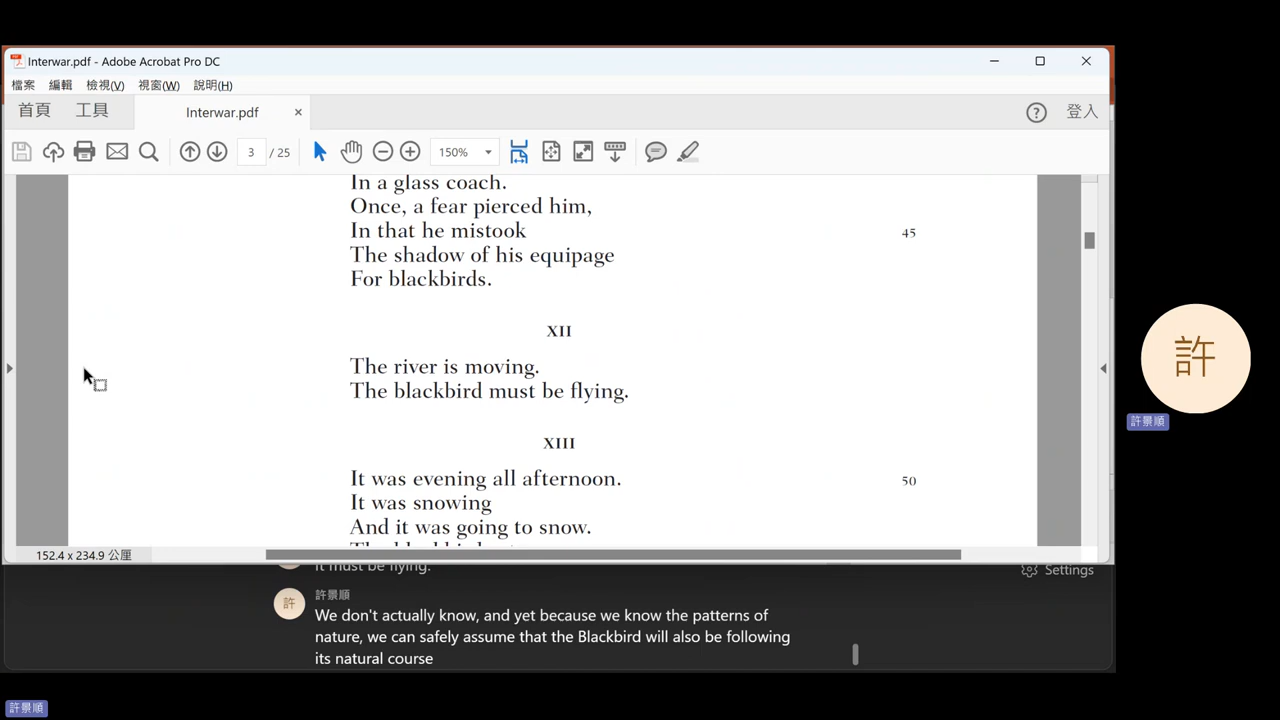 Interwar.pdf - Adobe Acrobat Pro DC
檔案 編輯 檢視(V) 視窗(W) 說明(H)
首頁 工具 Interwar.pdf × 登入
3 / 25 150%
In a glass coach.
Once, a fear pierced him,
In that he mistook 45
The shadow of his equipage
For blackbirds.
XII
The river is moving.
The blackbird must be flying.
XIII
It was evening all afternoon. 50
It was snowing
And it was going to snow.
152.4 x 234.9 公厘
it must be flying.
Settings
許景順
許
We don't actually know, and yet because we know the patterns of
nature, we can safely assume that the Blackbird will also be following
its natural course
許
許景順
許景順